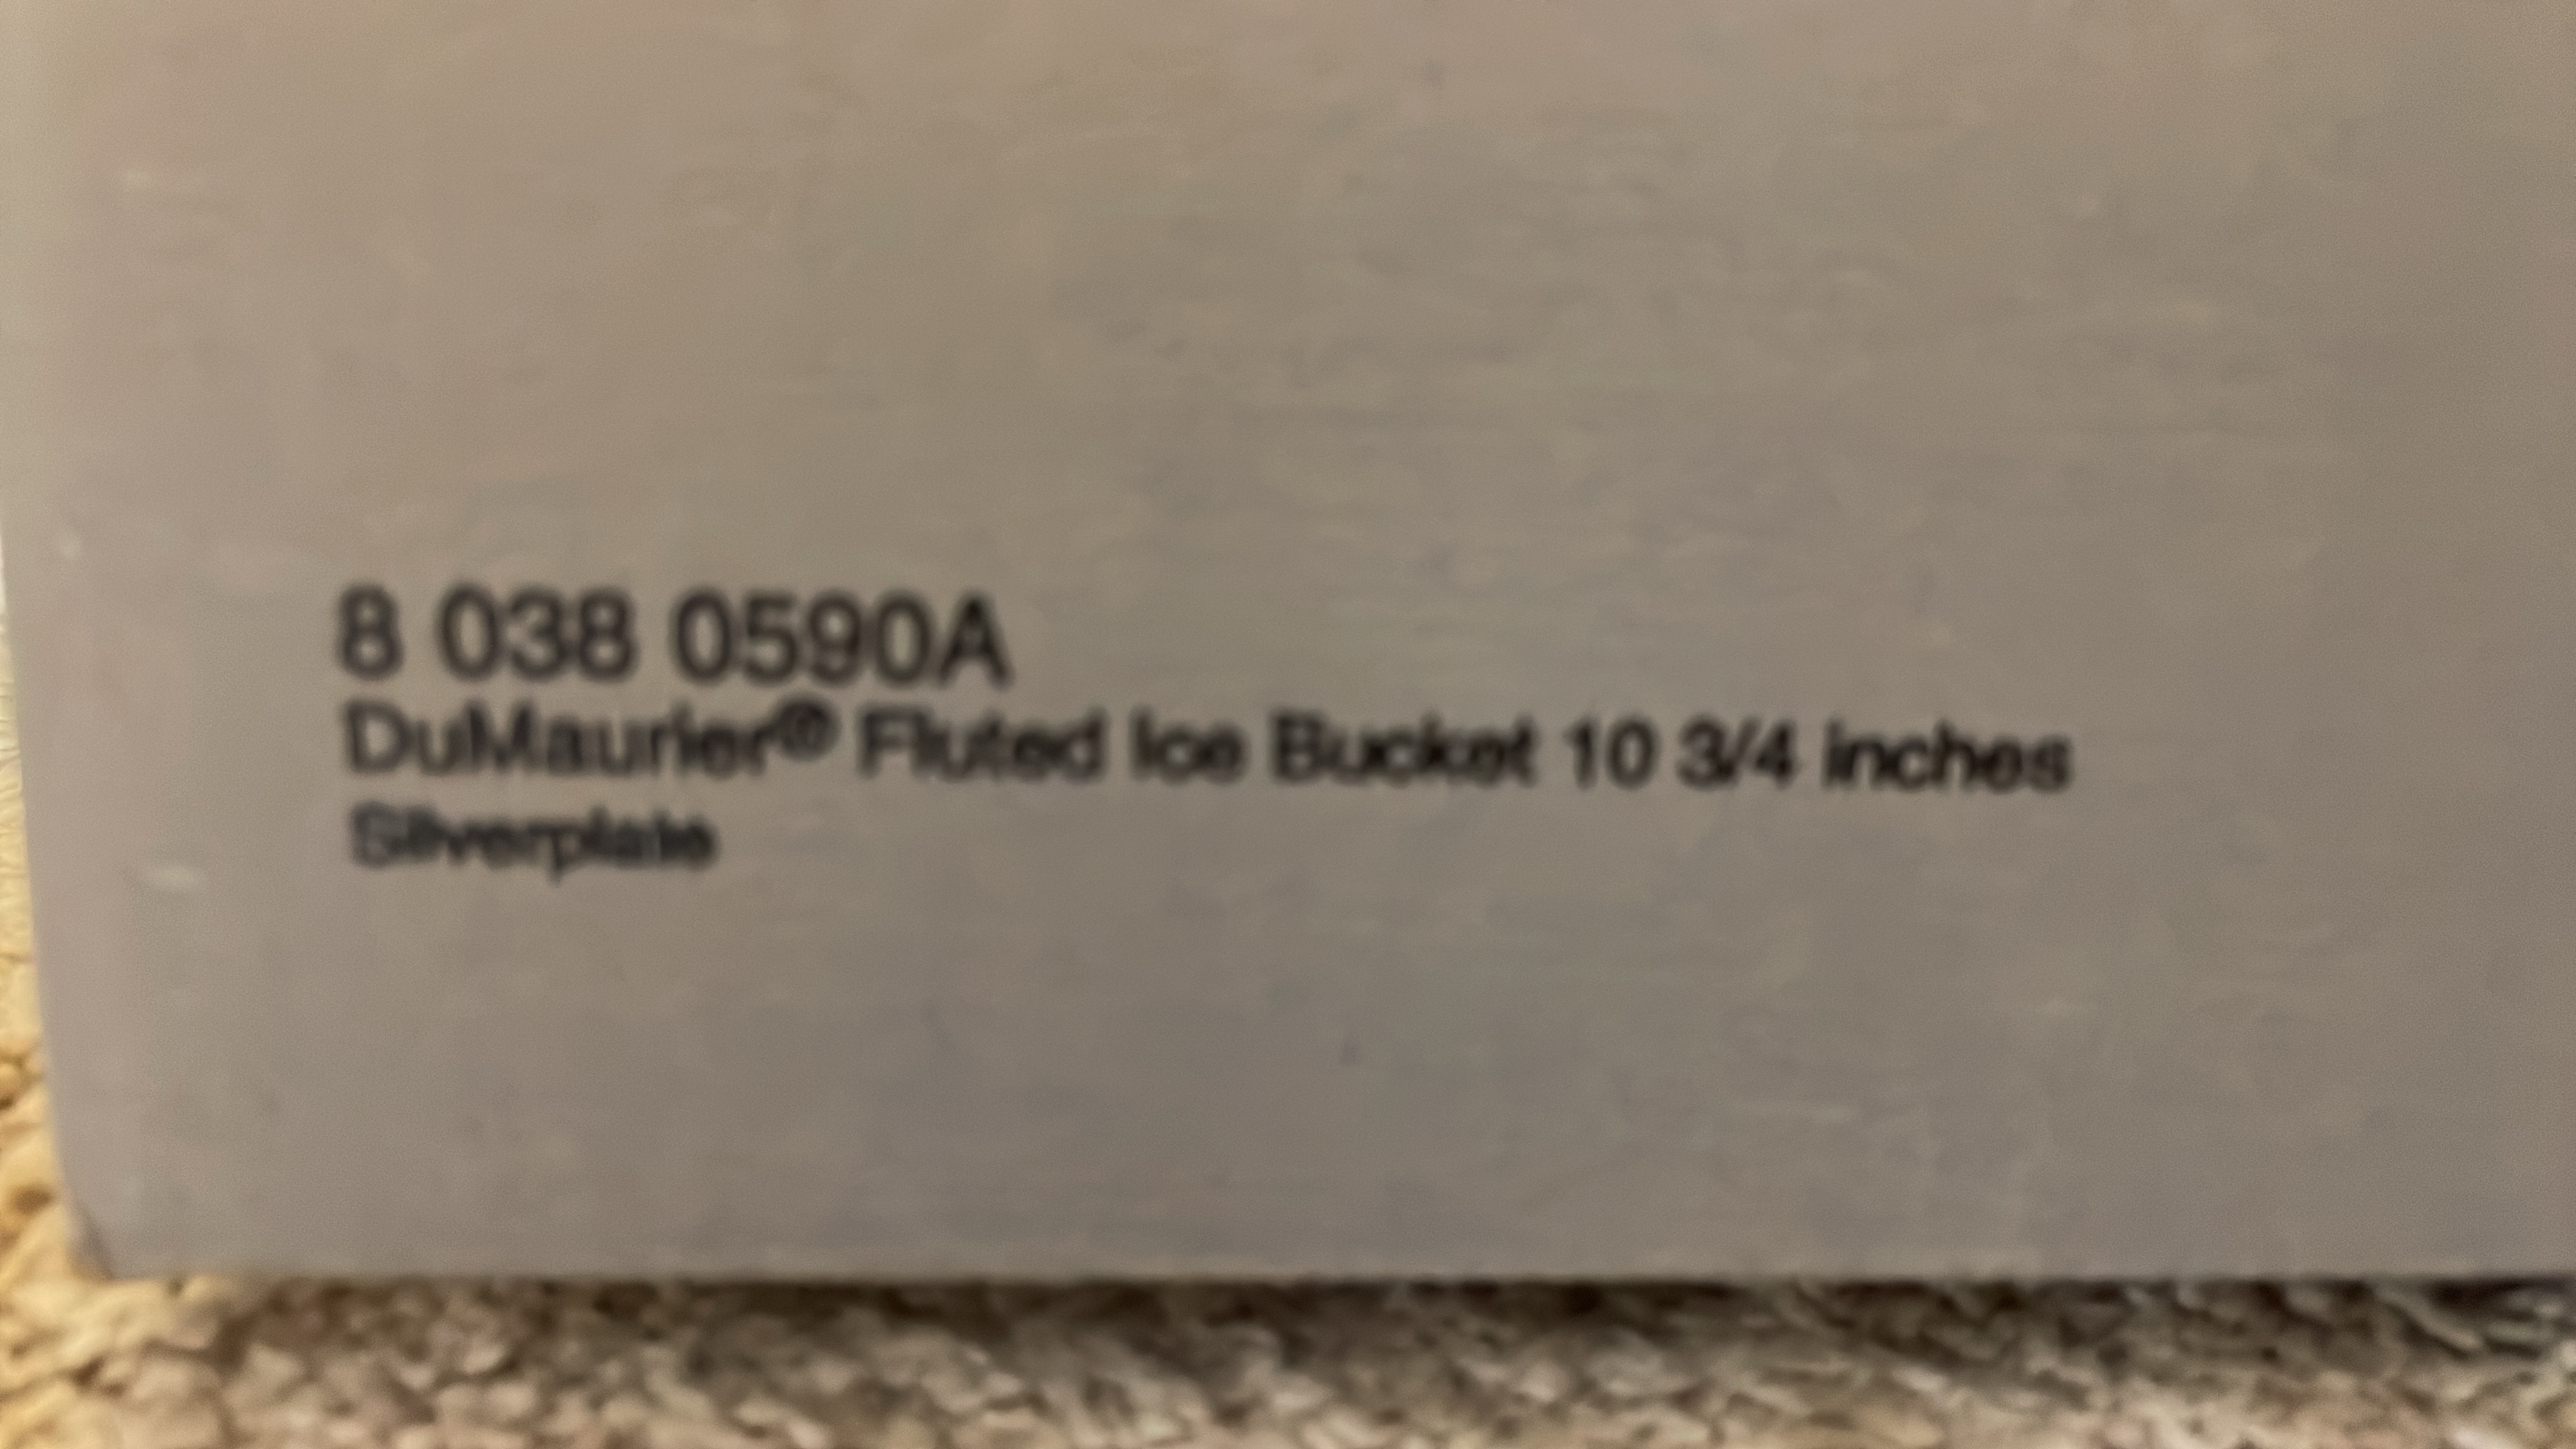 8 038 0590A
DuMaurier® Fluted Ice Bucket 10 3/4 inches
Silverplate